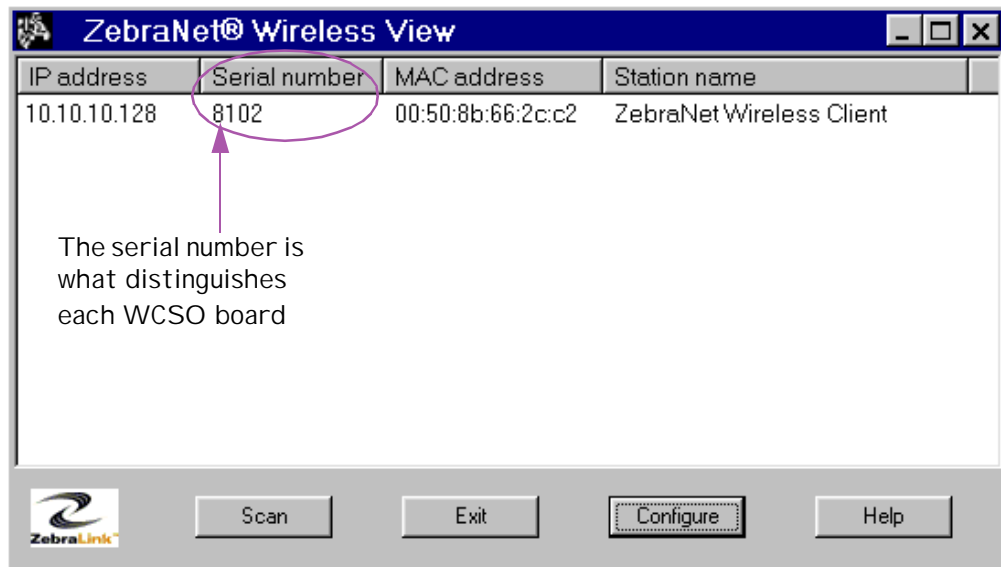 ZebraNet® Wireless View
IP address Serial number MAC address Station name
10.10.10.128 8102 00:50:8b:66:2c:c2 ZebraNet Wireless Client
The serial number is
what distinguishes
each WCSO board
Scan Exit Configure Help
ZebraLink™